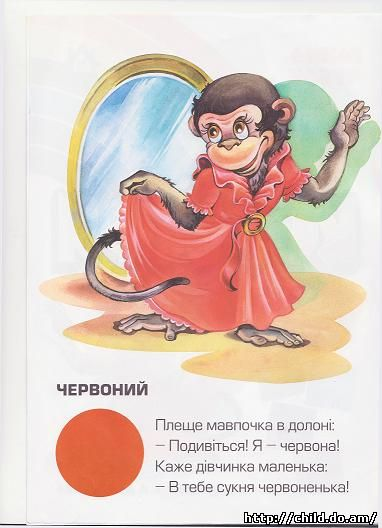 ЧЕРВОНИЙ
Плеще мавпочка в долоні:
– Подивіться! Я – червона!
Каже дівчинка маленька:
– В тебе сукня червоненька!
http://child.do.am/